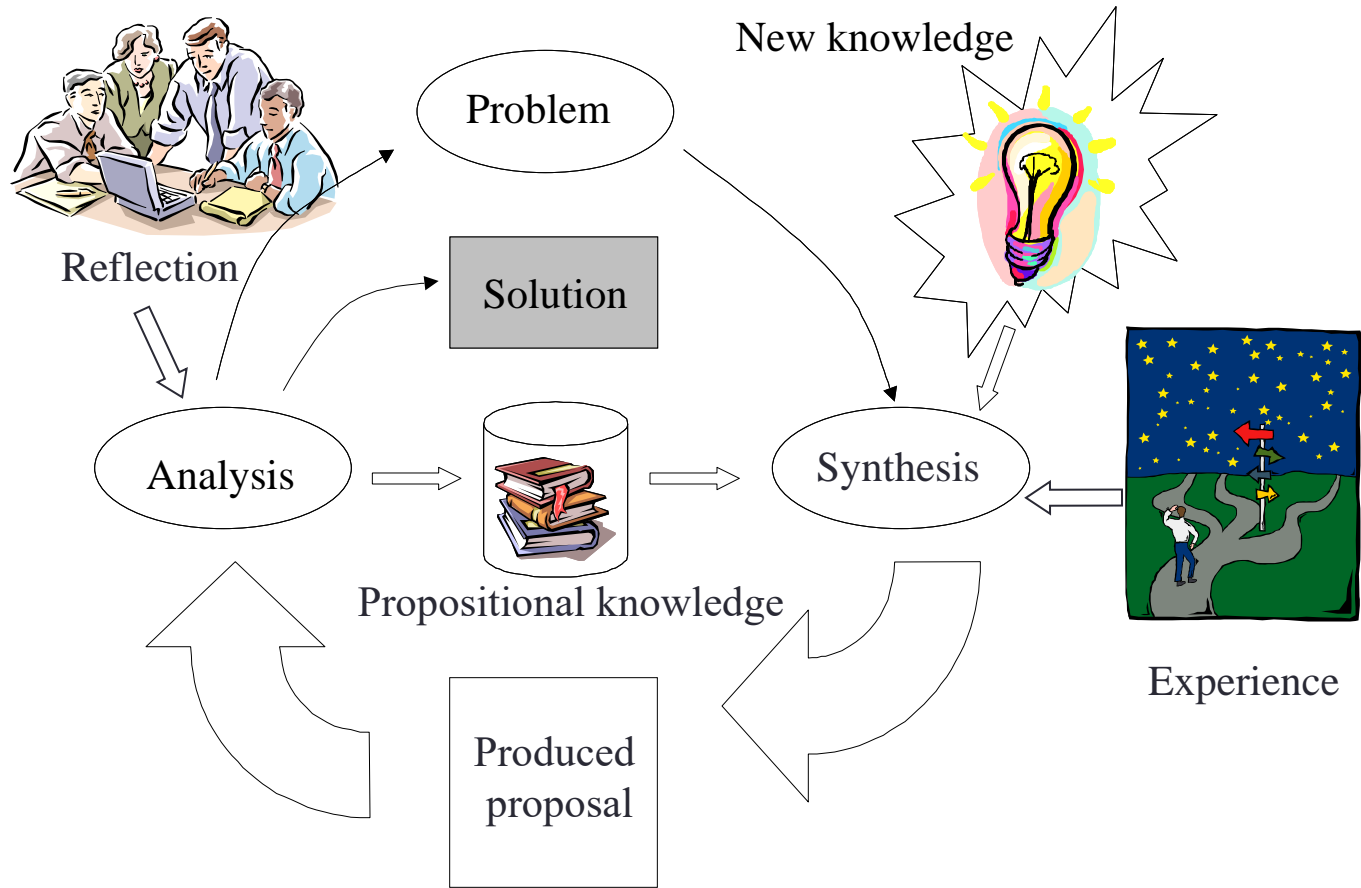 New knowledge
Problem
Reflection
Solution
Analysis
Synthesis
Propositional knowledge
Experience
Produced
proposal